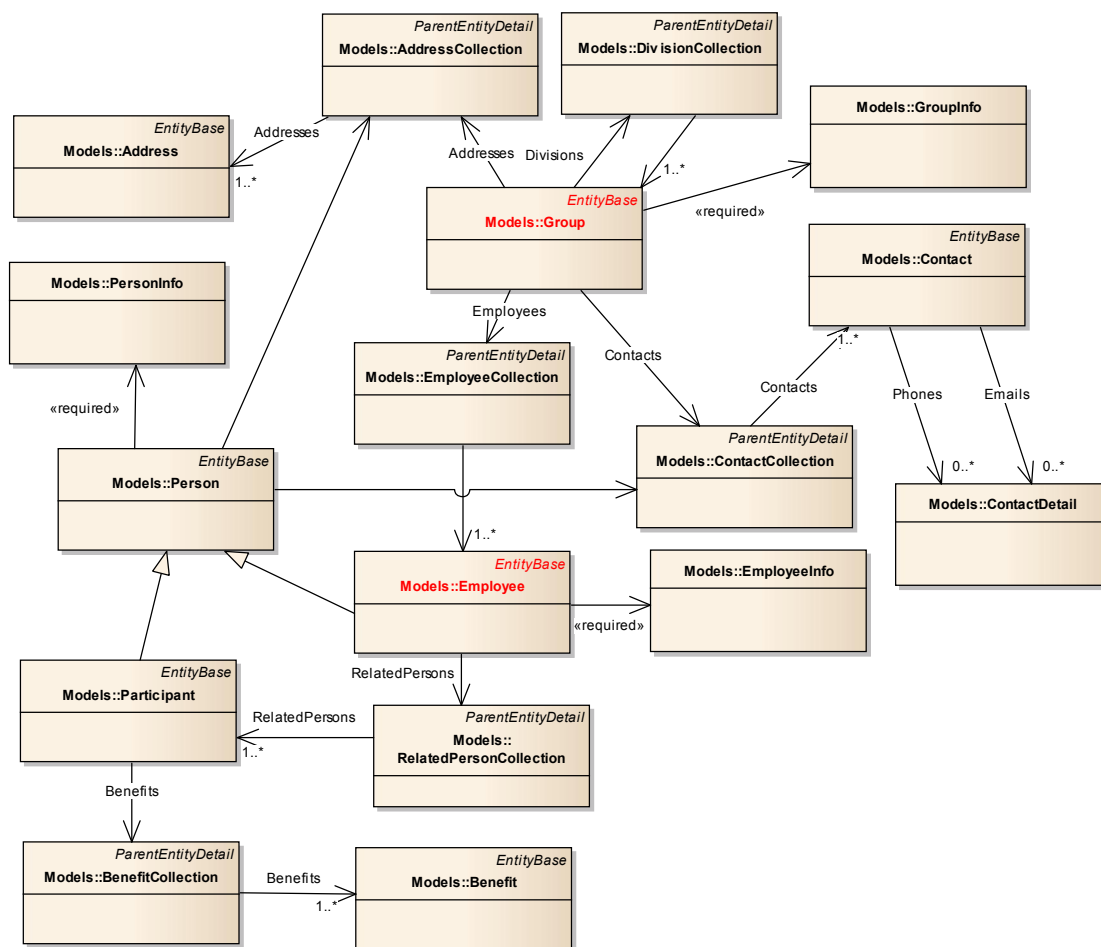 ParentEntityDetail
Models::AddressCollection
ParentEntityDetail
Models::DivisionCollection
Models::GroupInfo
EntityBase
Models::Address
Addresses
1..*
Addresses
Divisions
1..*
EntityBase
Models::Group
«required»
EntityBase
Models::Contact
Models::PersonInfo
Employees
1..*
ParentEntityDetail
Models::EmployeeCollection
Contacts
Contacts
Phones
Emails
«required»
ParentEntityDetail
Models::ContactCollection
EntityBase
Models::Person
0..*
0..*
Models::ContactDetail
1..*
EntityBase
Models::Employee
Models::EmployeeInfo
«required»
EntityBase
Models::Participant
RelatedPersons
RelatedPersons
1..*
ParentEntityDetail
Models::
RelatedPersonCollection
Benefits
ParentEntityDetail
Models::BenefitCollection
Benefits
1..*
EntityBase
Models::Benefit